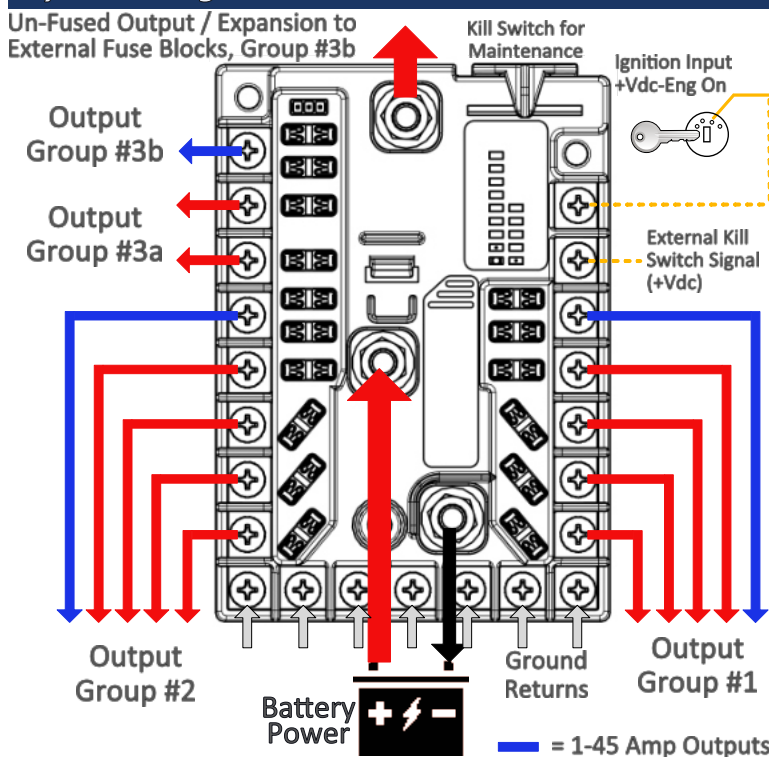 Un-Fused Output / Expansion to
External Fuse Blocks, Group #3b
Kill Switch for
Maintenance
Ignition Input
+Vdc-Eng On
Output
Group #3b
Output
Group #3a
External Kill
Switch Signal
(+Vdc)
Output
Group #2
Ground
Returns
Output
Group #1
Battery
Power
+ -
= 1-45 Amp Outputs